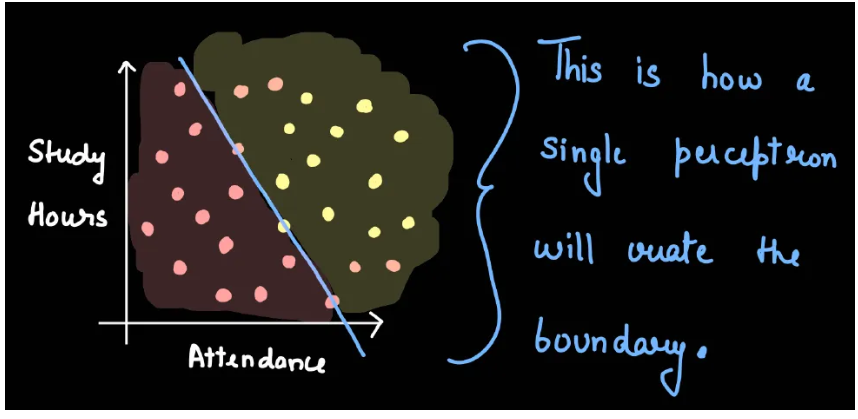 Study
Hours
Attendance
This is how a
single perceptron
will create the
boundary.